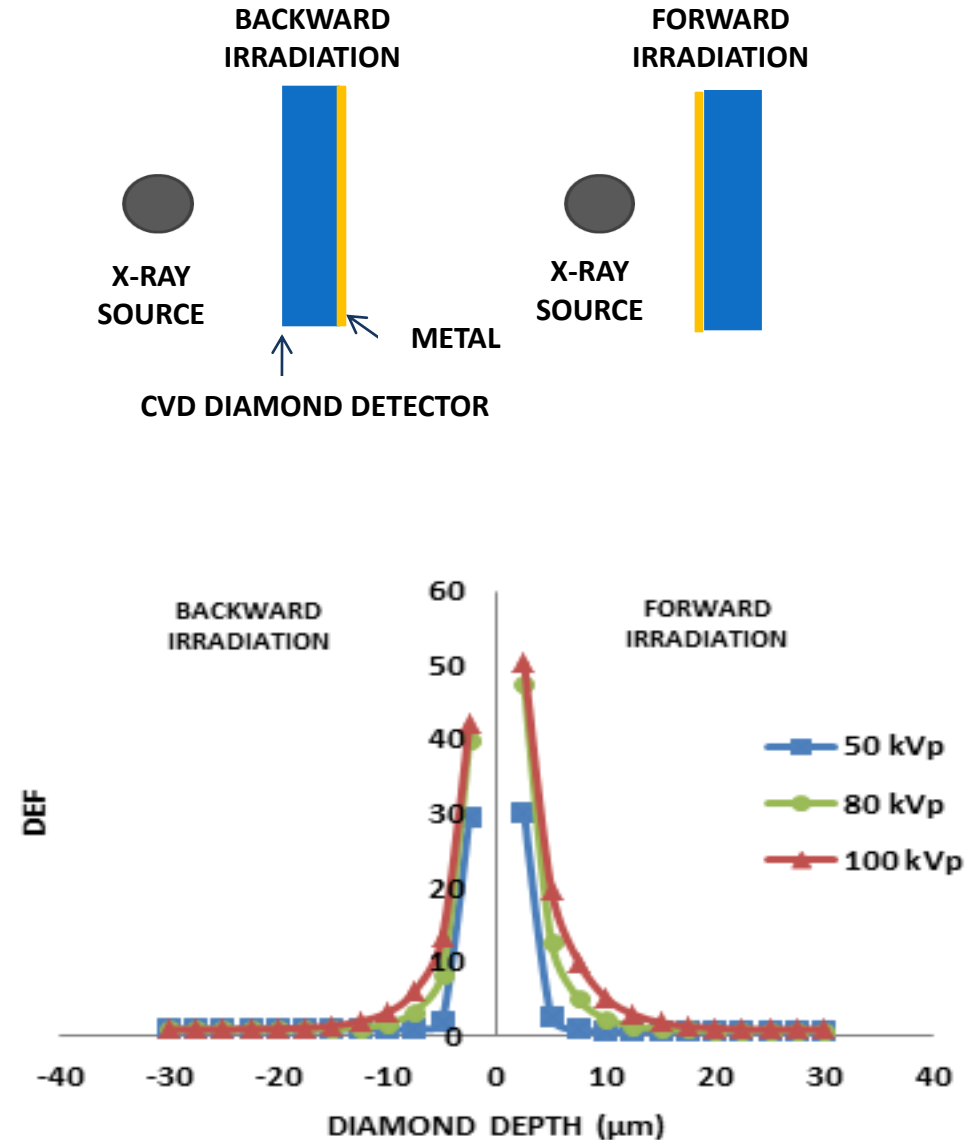 BACKWARD
IRRADIATION
FORWARD
IRRADIATION
X-RAY
SOURCE
X-RAY
SOURCE
METAL
CVD DIAMOND DETECTOR
BACKWARD
IRRADIATION
FORWARD
IRRADIATION
60
50
40
30
20
10
0
DEF
50 kVp
80 kVp
100 kVp
-40 -30 -20 -10 0 10 20 30 40
DIAMOND DEPTH (µm)